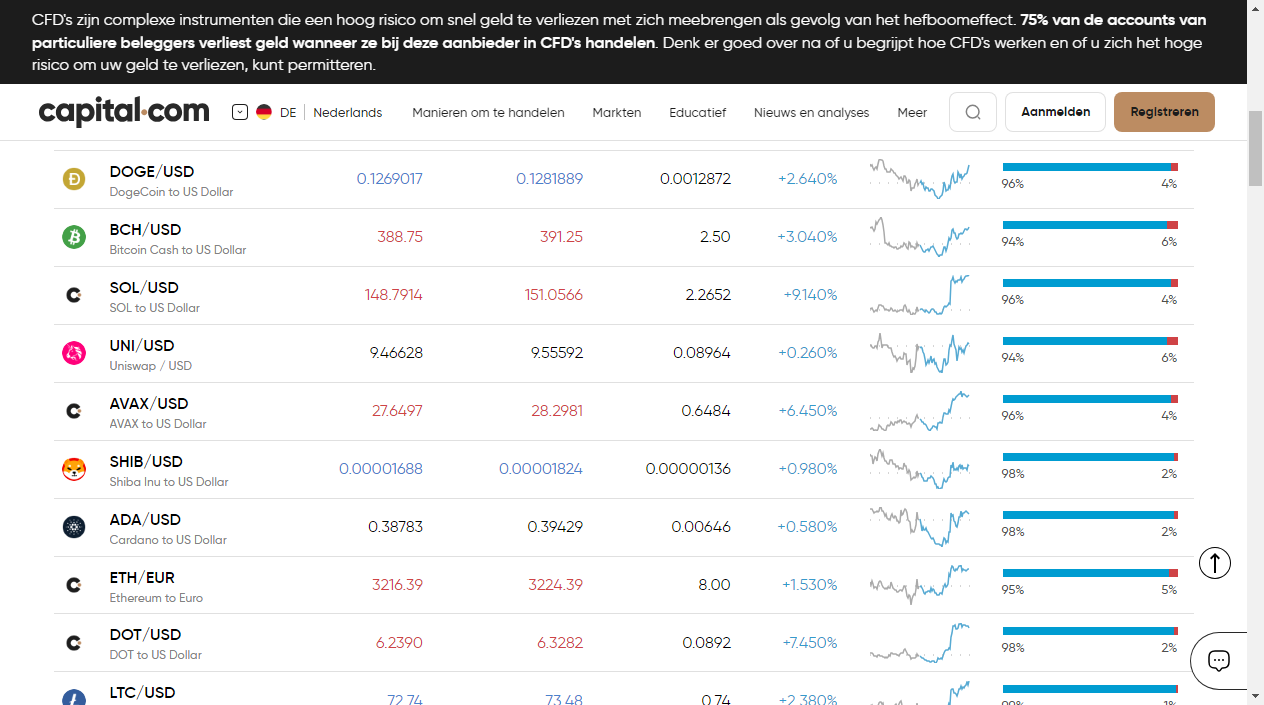 CFD's zijn complexe instrumenten die een hoog risico om snel geld te verliezen met zich meebrengen als gevolg van het hefboomeffect. 75% van de accounts van
particuliere beleggers verliest geld wanneer ze bij deze aanbieder in CFD's handelen. Denk er goed over na of u begrijpt hoe CFD's werken en of u zich het hoge
risico om uw geld te verliezen, kunt permitteren.
capital.com DE Nederlands Manieren om te handelen Markten Educatief Nieuws en analyses Meer Aanmelden Registreren
DOGE/USD 0.1269017 0.1281889 0.0012872 +2.640%
DogeCoin to US Dollar 96% 4%
BCH/USD 388.75 391.25 2.50 +3.040%
Bitcoin Cash to US Dollar 94% 6%
SOL/USD 148.7914 151.0566 2.2652 +9.140%
SOL to US Dollar 96% 4%
UNI/USD 9.46628 9.55592 0.08964 +0.260%
Uniswap / USD 94% 6%
AVAX/USD 27.6497 28.2981 0.6484 +6.450%
AVAX to US Dollar 96% 4%
SHIB/USD 0.00001688 0.00001824 0.00000136 +0.980%
Shiba Inu to US Dollar 98% 2%
ADA/USD 0.38783 0.39429 0.00646 +0.580%
Cardano to US Dollar 98% 2%
ETH/EUR 3216.39 3224.39 8.00 +1.530%
Ethereum to Euro 95% 5%
DOT/USD 6.2390 6.3282 0.0892 +7.450%
DOT to US Dollar 98% 2%
LTC/USD 72.74 73.48 0.74 +2.380%